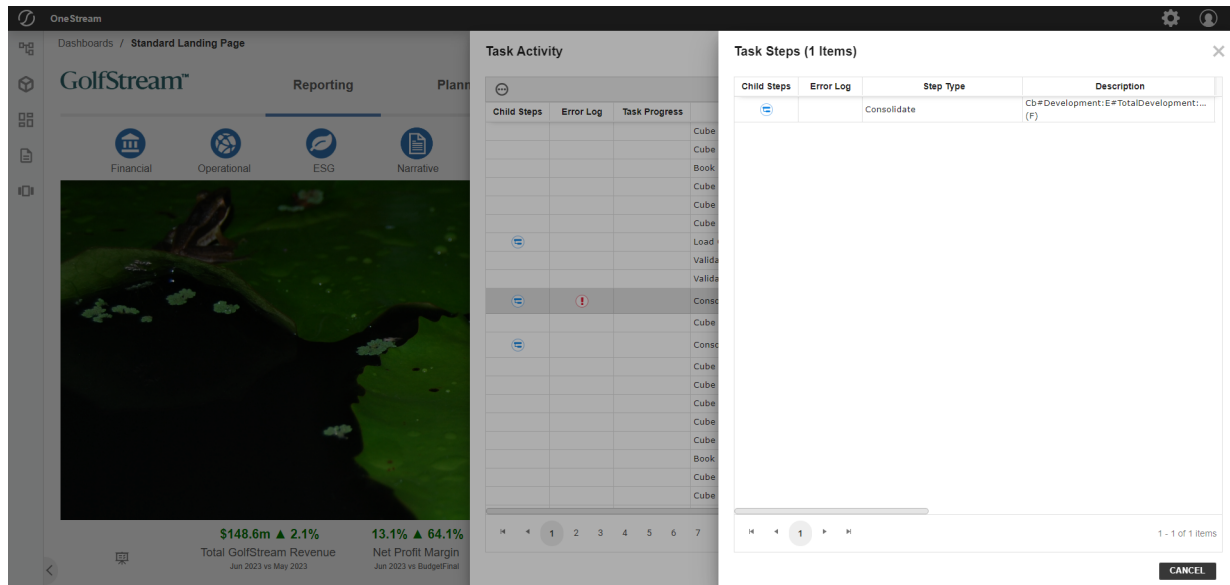 OneStream
Dashboards / Standard Landing Page
GolfStream™
Reporting
Plann
Financial
Operational
ESG
Narrative
$148.6m ▲ 2.1%
Total GolfStream Revenue
Jun 2023 vs May 2023
13.1% ▲ 64.1%
Net Profit Margin
Jun 2023 vs BudgetFinal
Task Activity
Child Steps Error Log Task Progress
Cube
Cube
Book
Cube
Cube
Cube
Load
Valida
Valida
Conso
Cube
Conso
Cube
Cube
Cube
Cube
Cube
Book
Cube
Cube
1 2 3 4 5 6 7
Task Steps (1 Items)
Child Steps Error Log Step Type Description
Consolidate
Cb#Development:E#TotalDevelopment:...
(F)
1
1 - 1 of 1 items
CANCEL